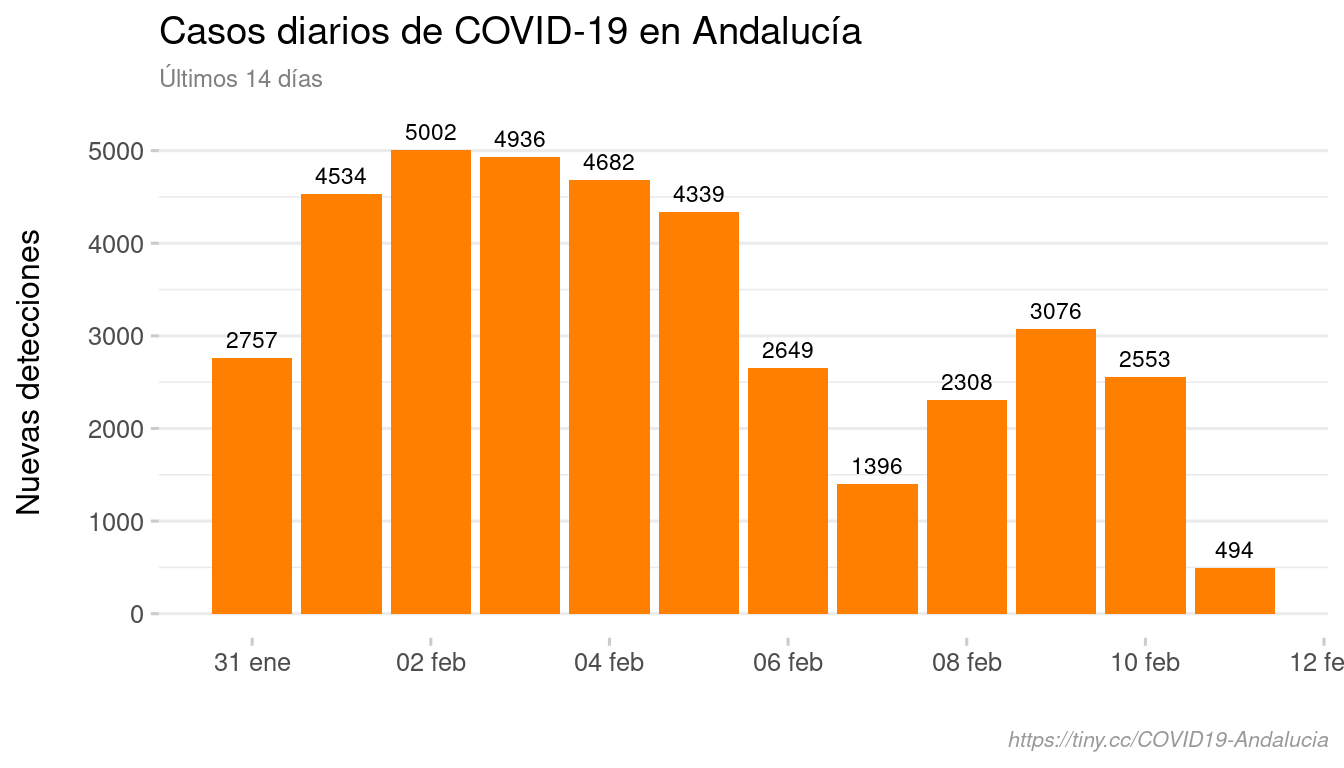 Casos diarios de COVID-19 en Andalucía
Últimos 14 días
Nuevas detecciones
5000
4000
3000
2000
1000
0
2757
4534
5002
4936
4682
4339
2649
1396
2308
3076
2553
494
31 ene
02 feb
04 feb
06 feb
08 feb
10 feb
12 fe
https://tiny.cc/COVID19-Andalucia